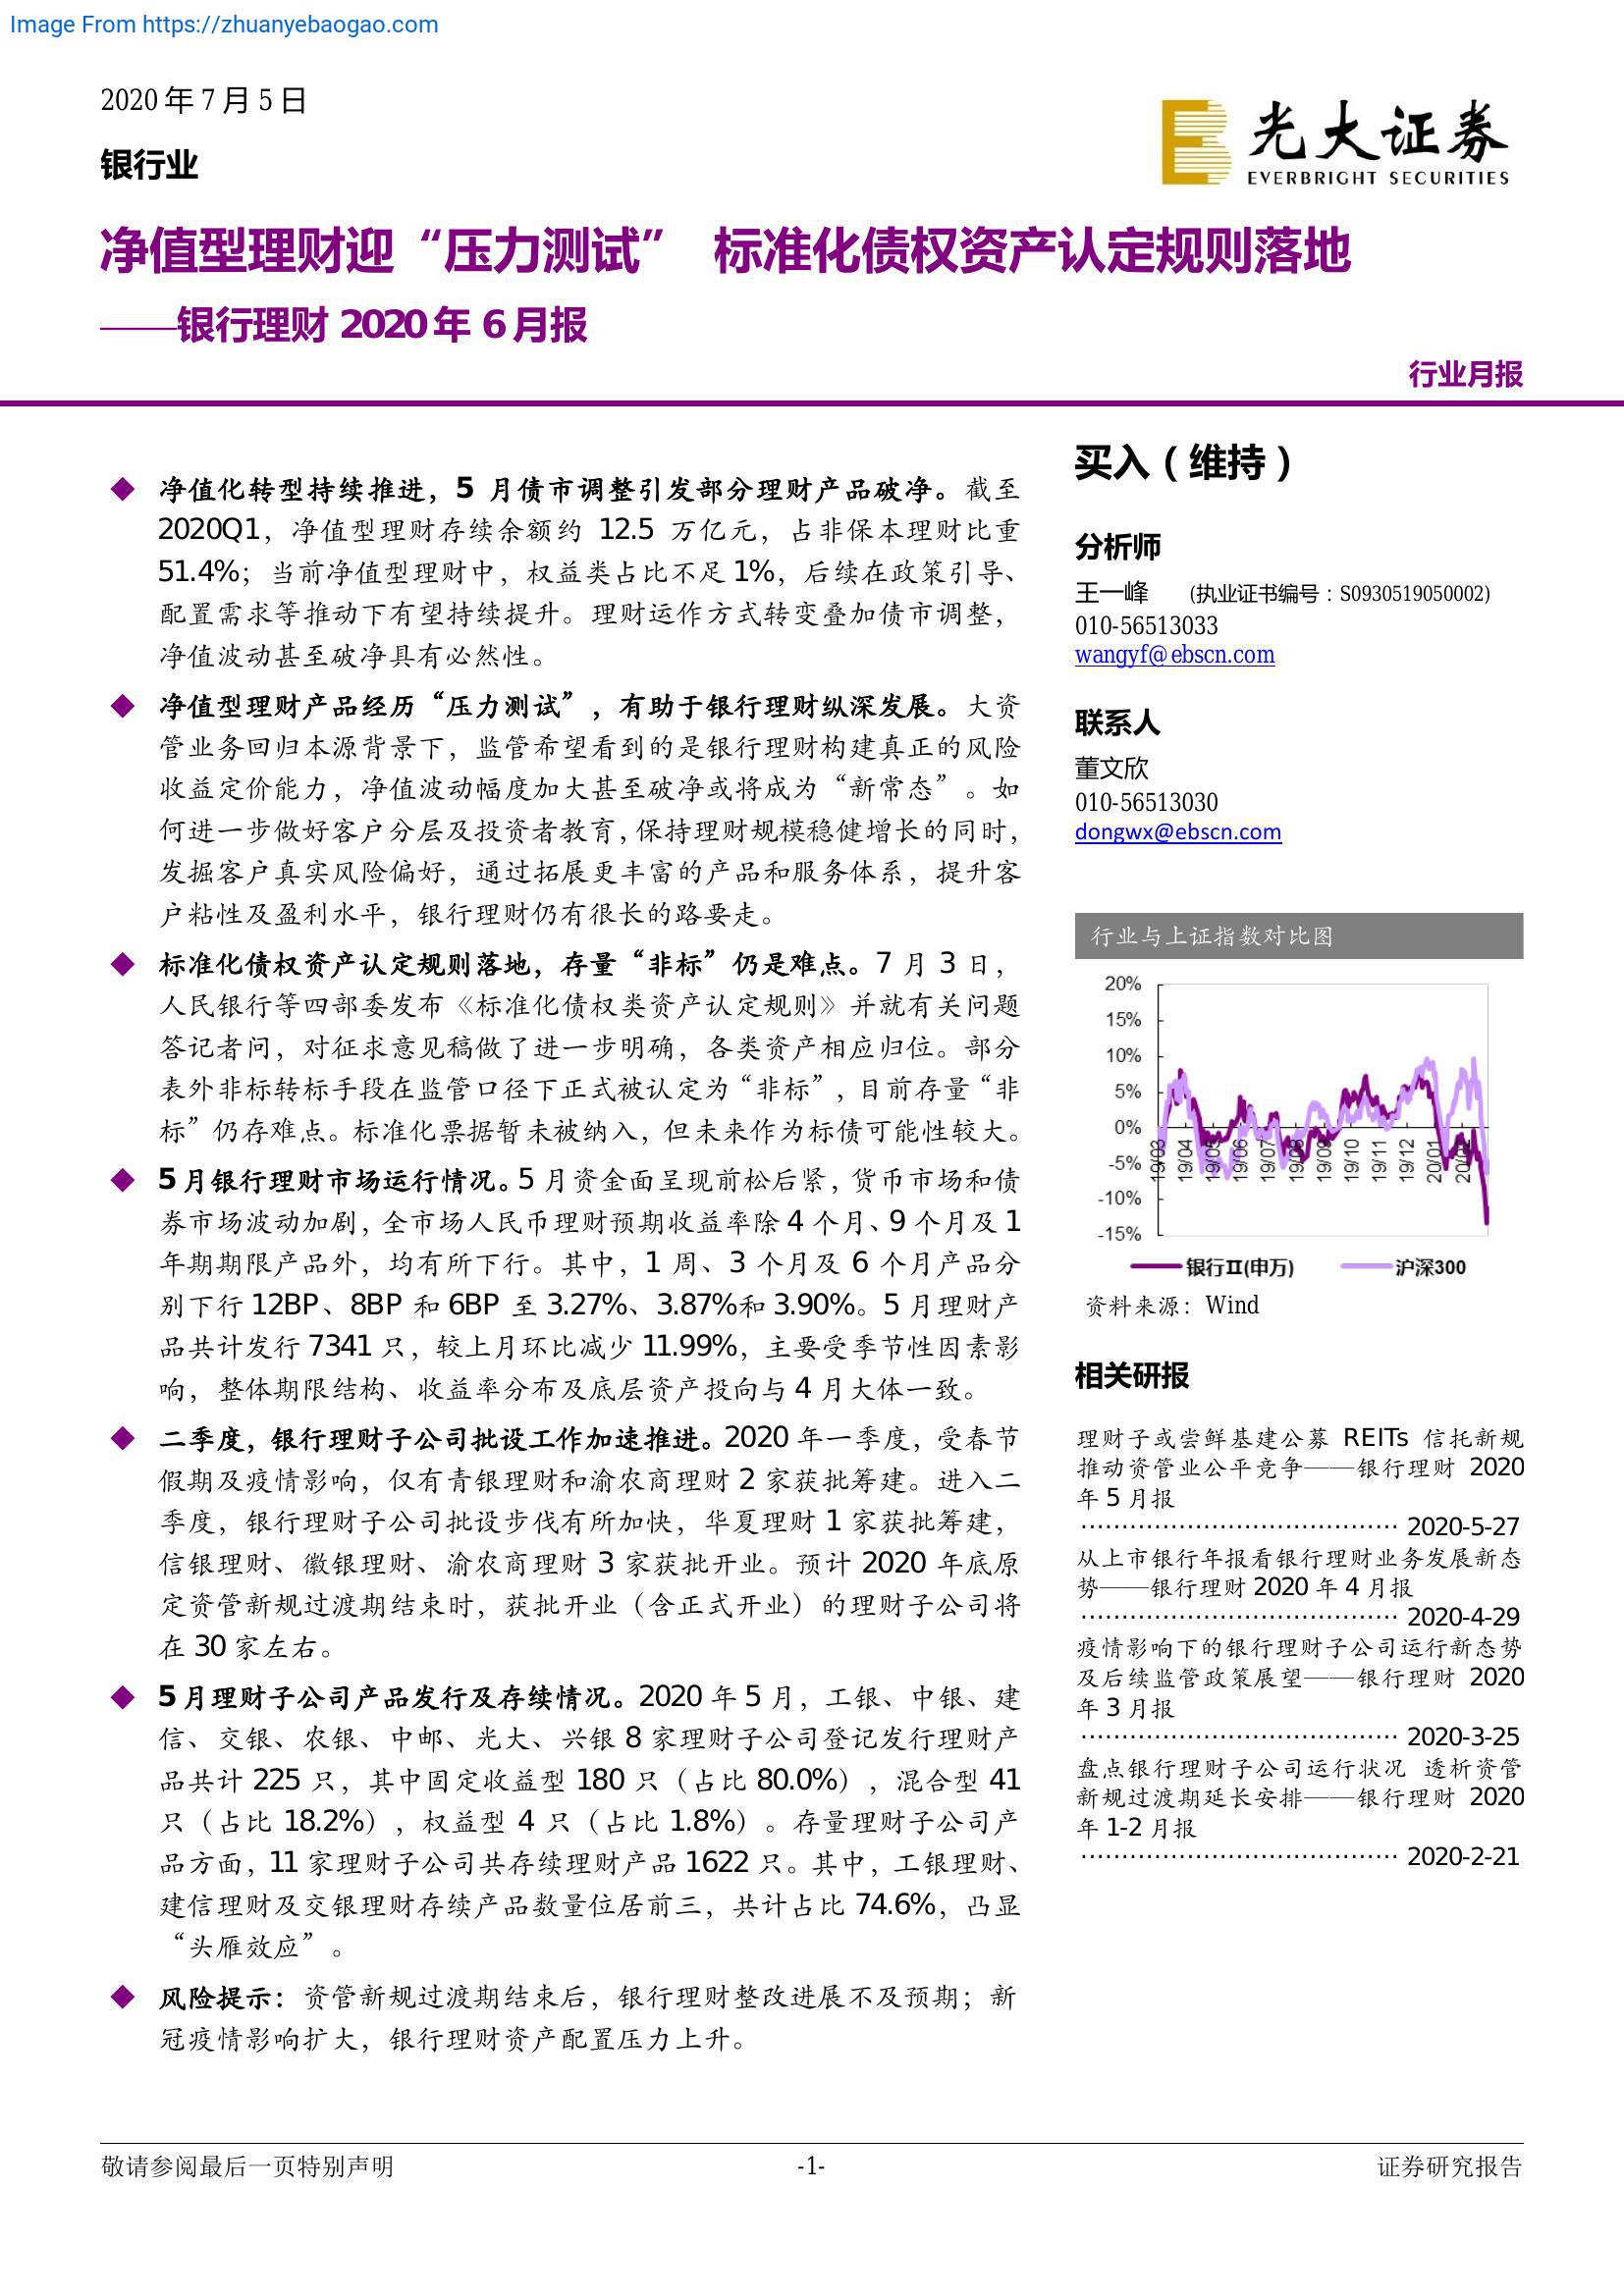 Image From https://zhuanyebaogao.com
2020年7月5日
银行业
光大证券
EVERBRIGHT SECURITIES
净值型理财迎“压力测试” 标准化债权资产认定规则落地
——银行理财 2020年6月报
行业月报
◆ 净值化转型持续推进，5 月债市调整引发部分理财产品破净。截至
2020Q1，净值型理财存续余额约 12.5 万亿元，占非保本理财比重
51.4%；当前净值型理财中，权益类占比不足 1%，后续在政策引导、
配置需求等推动下有望持续提升。理财运作方式转变叠加债市调整，
净值波动甚至破净具有必然性。
◆ 净值型理财产品经历“压力测试”，有助于银行理财纵深发展。大资
管业务回归本源背景下，监管希望看到的是银行理财构建真正的风险
收益定价能力，净值波动幅度加大甚至破净或将成为“新常态”。如
何进一步做好客户分层及投资者教育，保持理财规模稳健增长的同时，
发掘客户真实风险偏好，通过拓展更丰富的产品和服务体系，提升客
户粘性及盈利水平，银行理财仍有很长的路要走。
◆ 标准化债权资产认定规则落地，存量“非标”仍是难点。7 月 3 日，
人民银行等四部委发布《标准化债权类资产认定规则》并就有关问题
答记者问，对征求意见稿做了进一步明确，各类资产相应归位。部分
表外非标转标手段在监管口径下正式被认定为“非标”，目前存量“非
标”仍存难点。标准化票据暂未被纳入，但未来作为标债可能性较大。
◆ 5月银行理财市场运行情况。5 月资金面呈现前松后紧，货币市场和债
券市场波动加剧，全市场人民币理财预期收益率除 4 个月、9 个月及 1
年期期限产品外，均有所下行。其中，1 周、3 个月及 6 个月产品分
别下行 12BP、8BP 和 6BP 至 3.27%、3.87%和 3.90%。5 月理财产
品共计发行 7341 只，较上月环比减少 11.99%，主要受季节性因素影
响，整体期限结构、收益率分布及底层资产投向与 4 月大体一致。
◆ 二季度，银行理财子公司批设工作加速推进。2020 年一季度，受春节
假期及疫情影响，仅有青银理财和渝农商理财 2 家获批筹建。进入二
季度，银行理财子公司批设步伐有所加快，华夏理财 1 家获批筹建，
信银理财、徽银理财、渝农商理财 3 家获批开业。预计 2020 年底原
定资管新规过渡期结束时，获批开业（含正式开业）的理财子公司将
在 30 家左右。
◆ 5月理财子公司产品发行及存续情况。2020 年 5 月，工银、中银、建
信、交银、农银、中邮、光大、兴银 8 家理财子公司登记发行理财产
品共计 225 只，其中固定收益型 180 只（占比 80.0%），混合型 41
只（占比 18.2%），权益型 4 只（占比 1.8%）。存量理财子公司产
品方面，11 家理财子公司共存续理财产品 1622 只。其中，工银理财、
建信理财及交银理财存续产品数量位居前三，共计占比 74.6%，凸显
“头雁效应”。
◆ 风险提示：资管新规过渡期结束后，银行理财整改进展不及预期；新
冠疫情影响扩大，银行理财资产配置压力上升。
买入（维持）
分析师
王一峰 (执业证书编号：S0930519050002)
010-56513033
wangyf@ebscn.com
联系人
董文欣
010-56513030
dongwx@ebscn.com
行业与上证指数对比图
20%
15%
10%
5%
0%
-5%
-10%
-15%
19/03 19/04 19/05 19/06 19/07 19/08 19/09 19/10 19/11 19/12 20/01 20/02
银行Ⅱ(申万) 沪深300
资料来源：Wind
相关研报
理财子或尝鲜基建公募 REITs 信托新规
推动资管业公平竞争——银行理财 2020
年 5 月报
...................................... 2020-5-27
从上市银行年报看银行理财业务发展新态
势——银行理财 2020 年 4 月报
...................................... 2020-4-29
疫情影响下的银行理财子公司运行新态势
及后续监管政策展望——银行理财 2020
年 3 月报
...................................... 2020-3-25
盘点银行理财子公司运行状况 透析资管
新规过渡期延长安排——银行理财 2020
年 1-2 月报
...................................... 2020-2-21
敬请参阅最后一页特别声明 -1- 证券研究报告